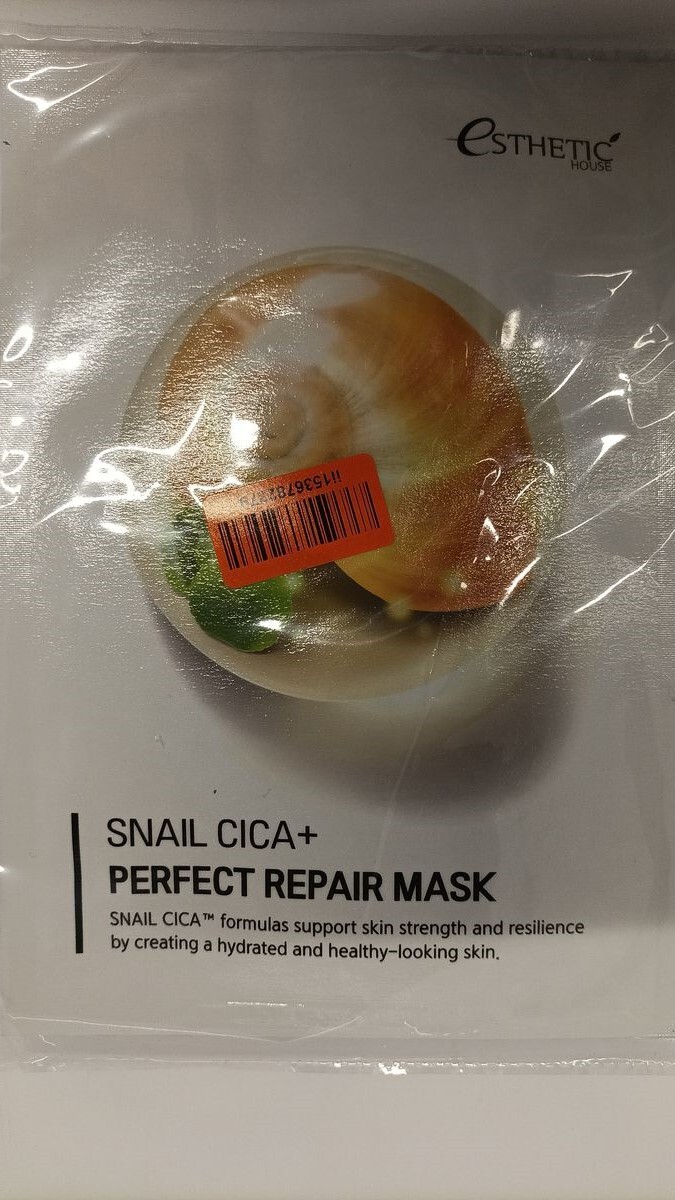 eSTHETIC
HOUSE
SNAIL CICA+
PERFECT REPAIR MASK
SNAIL CICA™ formulas support skin strength and resilience
by creating a hydrated and healthy-looking skin.